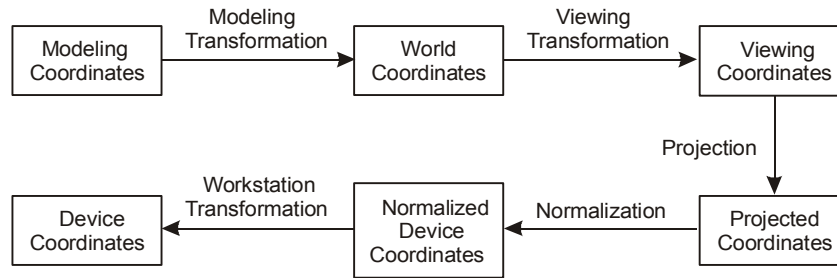 Modeling
Transformation
Viewing
Transformation
Modeling
Coordinates
World
Coordinates
Viewing
Coordinates
Projection
Workstation
Transformation
Normalization
Device
Coordinates
Normalized
Device
Coordinates
Projected
Coordinates